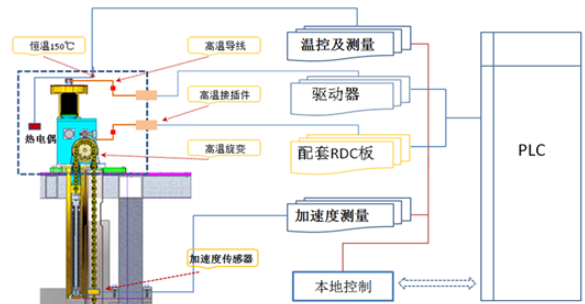 恒温150℃
高温导线
温控及测量
高温接插件
驱动器
热电偶
配套RDC板
PLC
高温旋变
加速度测量
加速度传感器
本地控制